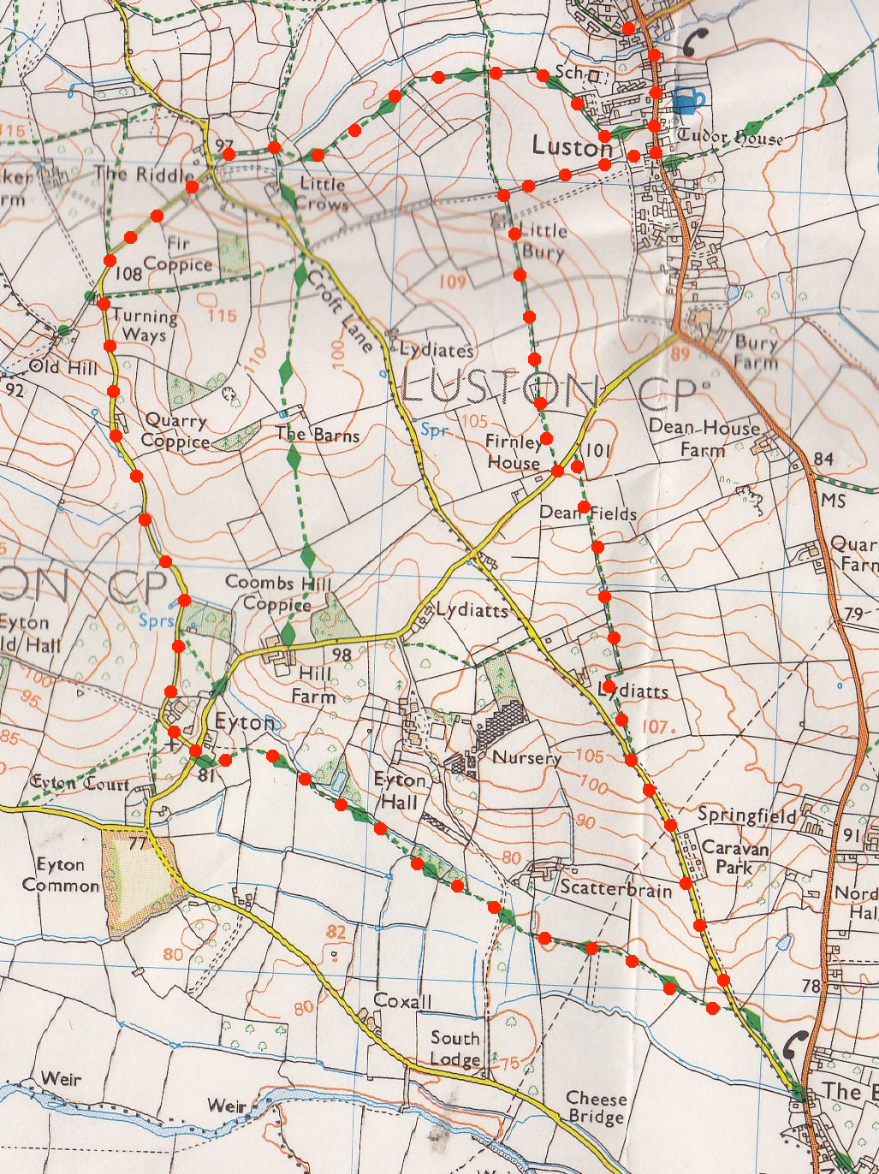 Sch
115
97
Luston
Tudor House
The Riddle
ker
rm
Little
Crows
Fir
Coppice
Little
Bury
108
109
Turning
Ways
115
Croft Lane
Old Hill
110
100
Lydiates
89
Bury
Farm
92
LUSTON CP
Quarry
Coppice
The Barns
Spr
105
Firnley
House
101
Dean House
Farm
84
MS
Dean Fields
Quar
Farm
ON CP
Coombs Hill
Coppice
Lydiatts
79
Sprs
Eyton
ld Hall
98
Hill
Farm
100
95
Lydiatts
107
85
Eyton
Nursery
105
100
81
Eyton Court
Eyton
Hall
90
Springfield
77
Caravan
Park
91
Eyton
Common
80
Scatterbrain
Nord
Hal
82
80
78
80
Coxall
South
Lodge
75
Weir
Weir
Cheese
Bridge
The B